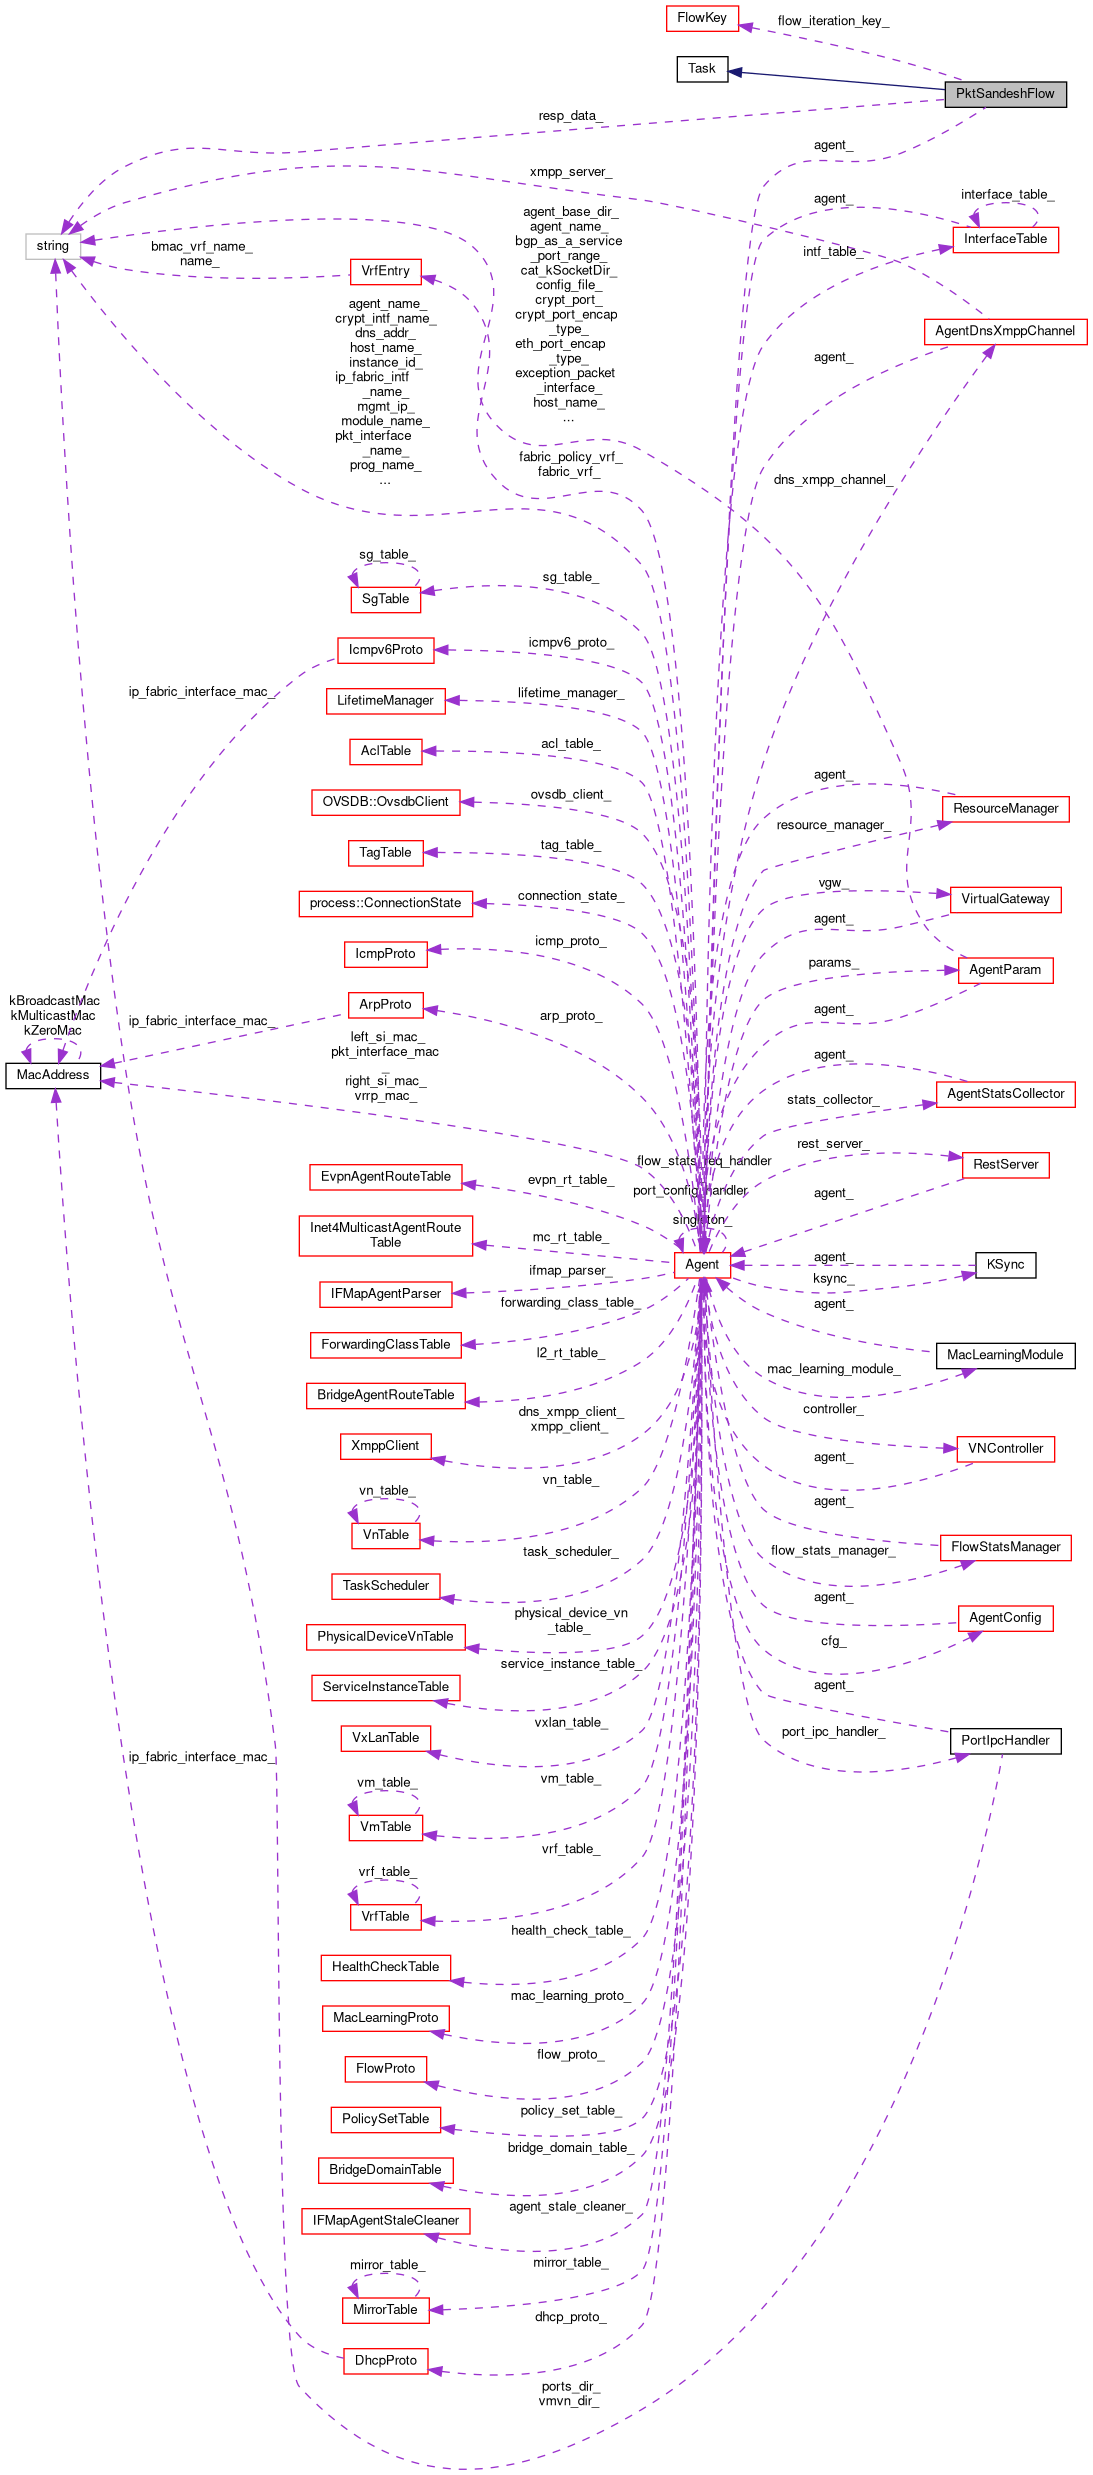 FlowKey
flow_iteration_key_
Task
PktSandeshFlow
resp_data_
agent_
xmpp_server_
agent_
interface_table_
InterfaceTable
string
bmac_vrf_name_
name_
VrfEntry
agent_base_dir_
agent_name_
bgp_as_a_service
_port_range_
cat_kSocketDir_
config_file_
crypt_port_
crypt_port_encap
_type_
eth_port_encap
_type_
exception_packet
_interface_
host_name_
...
intf_table_
agent_name_
crypt_intf_name_
dns_addr_
host_name_
instance_id_
ip_fabric_intf
_name_
mgmt_ip_
module_name_
pkt_interface
_name_
prog_name_
...
AgentDnsXmppChannel
agent_
fabric_policy_vrf_
fabric_vrf_
dns_xmpp_channel_
sg_table_
SgTable
sg_table_
Icmpv6Proto
icmpv6_proto_
ip_fabric_interface_mac_
LifetimeManager
lifetime_manager_
AclTable
acl_table_
OVSDB::OvsdbClient
ovsdb_client_
agent_
ResourceManager
resource_manager_
TagTable
tag_table_
process::ConnectionState
connection_state_
vgw_
VirtualGateway
agent_
IcmpProto
icmp_proto_
params_
AgentParam
agent_
ArpProto
arp_proto_
kBroadcastMac
kMulticastMac
kZeroMac
ip_fabric_interface_mac_
MacAddress
left_si_mac_
pkt_interface_mac
_
right_si_mac_
vrrp_mac_
agent_
AgentStatsCollector
stats_collector_
rest_server_
RestServer
agent_
EvpnAgentRouteTable
evpn_rt_table_
flow_stats_req_handler
port_config_handler
singleton_
Inet4MulticastAgentRoute
Table
mc_rt_table_
Agent
agent_
KSync
ksync_
IFMapAgentParser
ifmap_parser_
ForwardingClassTable
forwarding_class_table_
agent_
MacLearningModule
mac_learning_module_
BridgeAgentRouteTable
l2_rt_table_
XmppClient
dns_xmpp_client_
xmpp_client_
controller_
VNController
agent_
vn_table_
VnTable
vn_table_
agent_
FlowStatsManager
flow_stats_manager_
TaskScheduler
task_scheduler_
agent_
AgentConfig
cfg_
PhysicalDeviceVnTable
physical_device_vn
_table_
ServiceInstanceTable
service_instance_table_
agent_
PortIpcHandler
port_ipc_handler_
VxLanTable
vxlan_table_
ip_fabric_interface_mac_
vm_table_
VmTable
vm_table_
vrf_table_
VrfTable
vrf_table_
HealthCheckTable
health_check_table_
MacLearningProto
mac_learning_proto_
FlowProto
flow_proto_
PolicySetTable
policy_set_table_
BridgeDomainTable
bridge_domain_table_
IFMapAgentStaleCleaner
agent_stale_cleaner_
mirror_table_
MirrorTable
mirror_table_
DhcpProto
dhcp_proto_
ports_dir_
vmvn_dir_